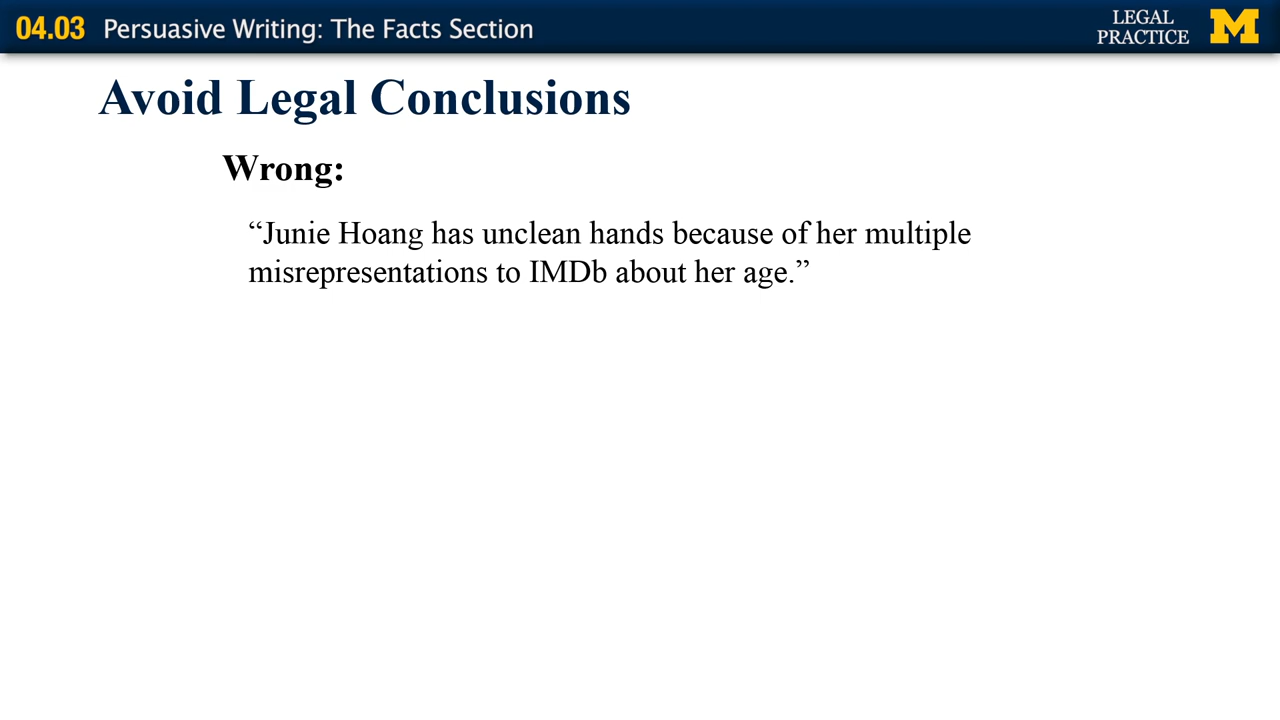 04.03 Persuasive Writing: The Facts Section
LEGAL
PRACTICE
M
Avoid Legal Conclusions
Wrong:
“Junie Hoang has unclean hands because of her multiple
misrepresentations to IMDb about her age.”